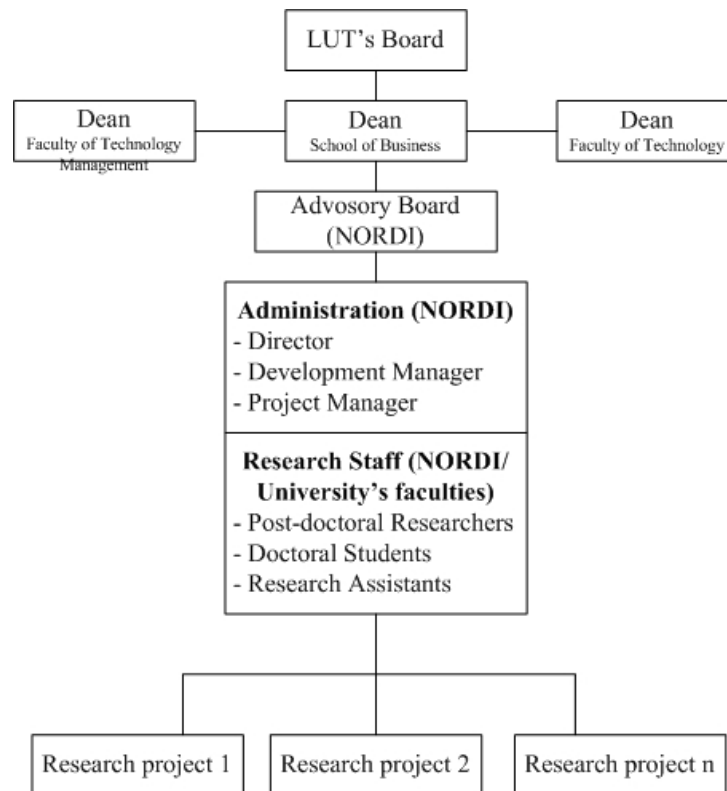 LUT's Board
Dean
Faculty of Technology
Management
Dean
School of Business
Dean
Faculty of Technology
Advosory Board
(NORDI)
Administration (NORDI)
- Director
- Development Manager
- Project Manager
Research Staff (NORDI/
University's faculties)
- Post-doctoral Researchers
- Doctoral Students
- Research Assistants
Research project 1
Research project 2
Research project n